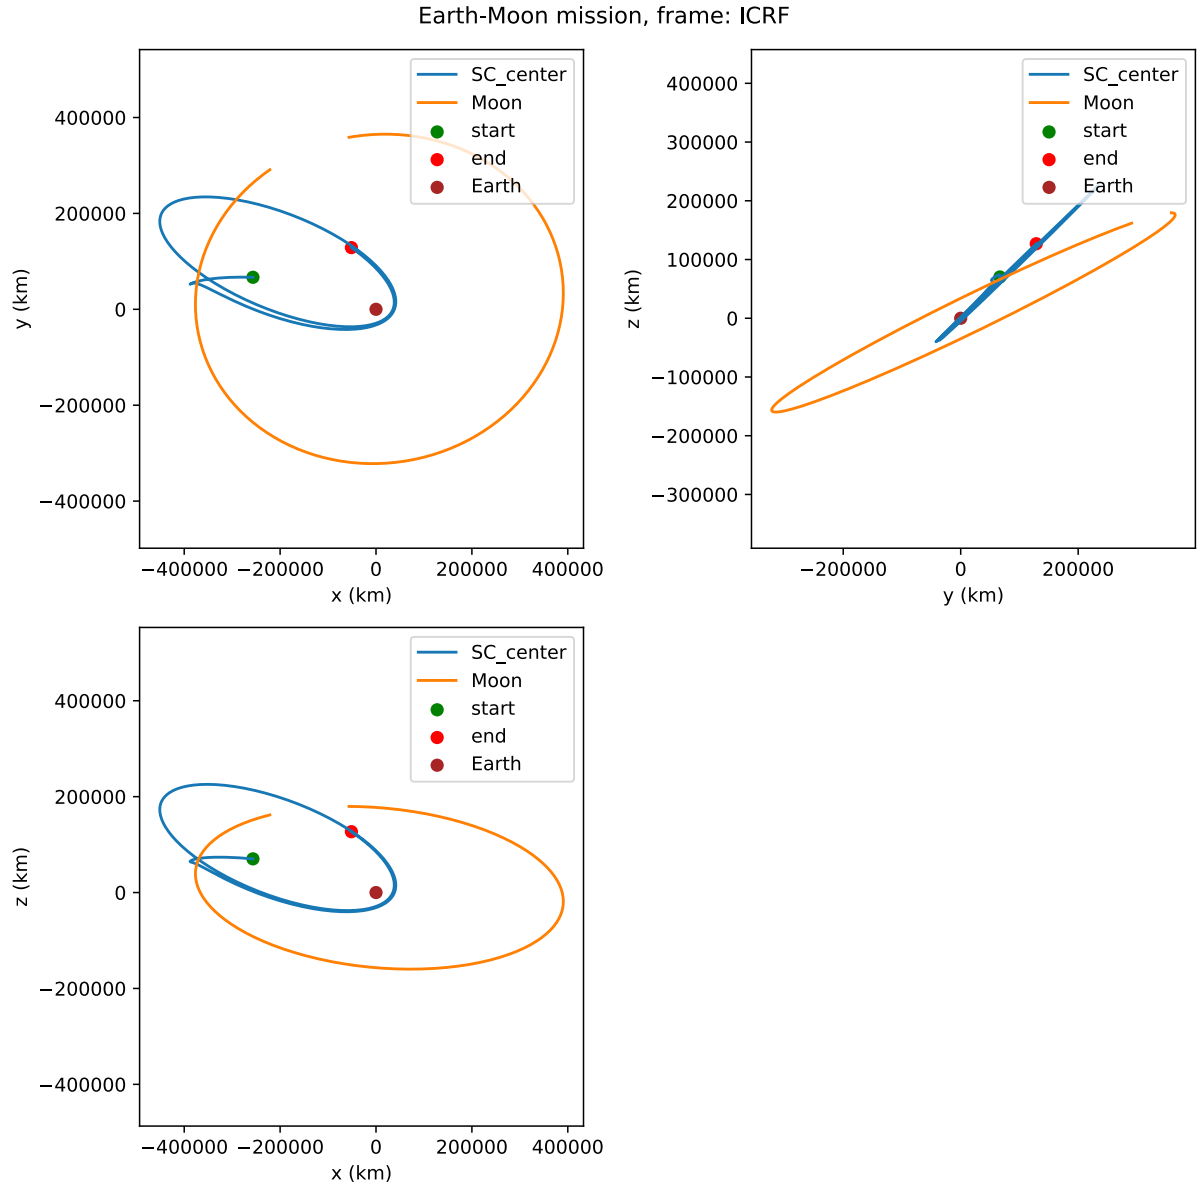 Earth-Moon mission, frame: ICRF
SC_center
Moon
start
end
Earth
400000
200000
0
−200000
−400000
y (km)
−400000 −200000 0 200000 400000
x (km)
SC_center
Moon
start
end
Earth
400000
300000
200000
100000
0
−100000
−200000
−300000
z (km)
−200000 0 200000
y (km)
SC_center
Moon
start
end
Earth
400000
200000
0
−200000
−400000
z (km)
−400000 −200000 0 200000 400000
x (km)